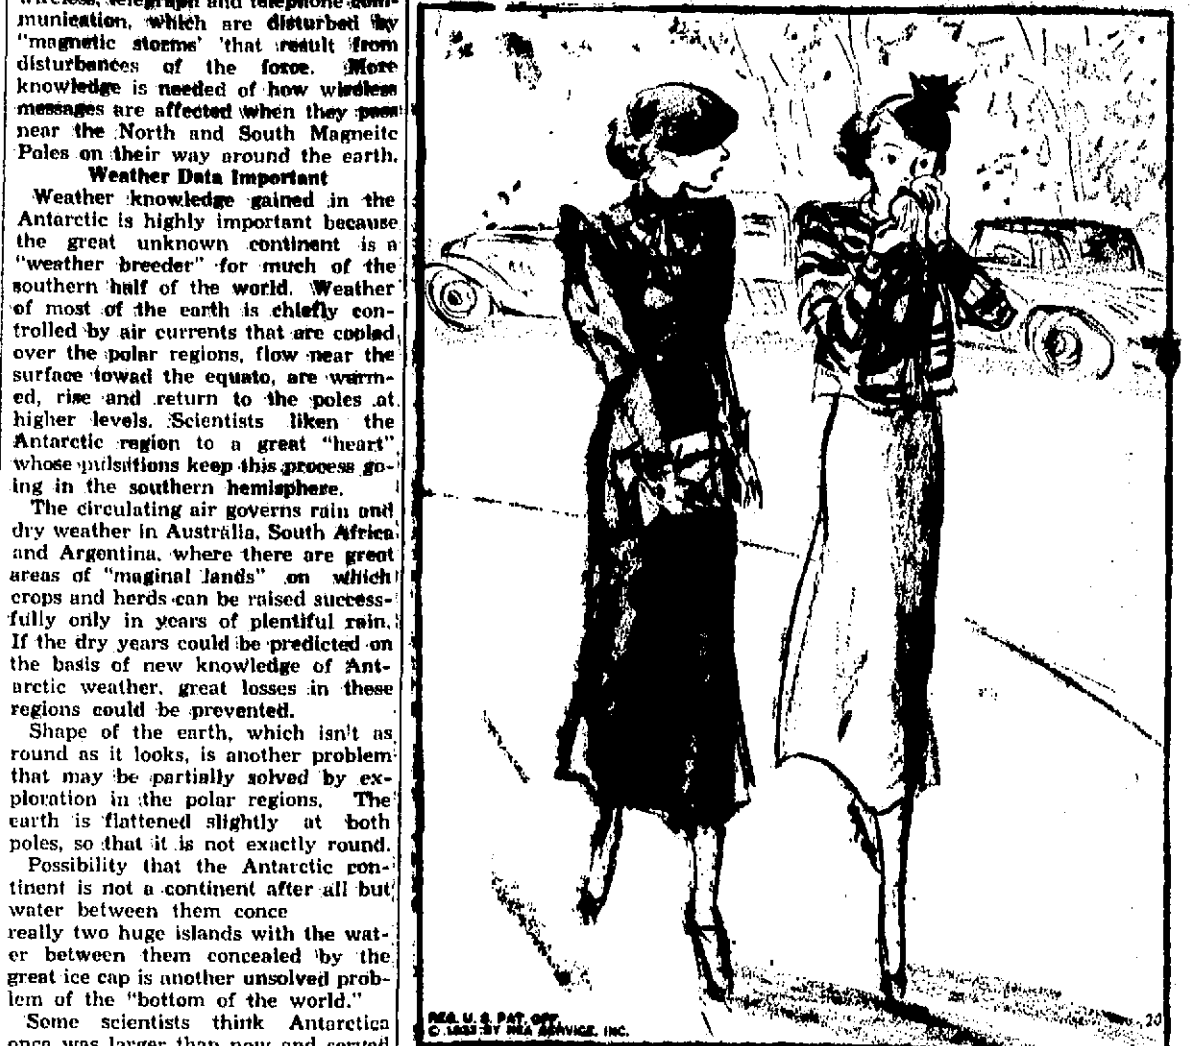 wireless, telegraph and telephone com-
munication, which are disturbed by
"magnetic storms' 'that result from
disturbances of the force. More
knowledge is needed of how wireless
messages are affected when they pass
near the North and South Magneitc
Poles on their way around the earth.
Weather Data Important
Weather knowledge gained in the
Antarctic is highly important because
the great unknown continent is a
"weather breeder" for much of the
southern half of the world. Weather
of most of the earth is chiefly con-
trolled by air currents that are cooled
over the polar regions, flow near the
surface towad the equato, are warm-
ed, rise and return to the poles at
higher levels. Scientists liken the
Antarctic region to a great "heart"
whose pulsitions keep this process go-
ing in the southern hemisphere.
The circulating air governs rain and
dry weather in Australia, South Africa
and Argentina, where there are great
areas of "maginal lands" on which
crops and herds can be raised success-
fully only in years of plentiful rain.
If the dry years could be predicted on
the basis of new knowledge of Ant-
arctic weather, great losses in these
regions could be prevented.
Shape of the earth, which isn't as
round as it looks, is another problem
that may be partially solved by ex-
ploration in the polar regions. The
earth is flattened slightly at both
poles, so that it is not exactly round.
Possibility that the Antarctic con-
tinent is not a continent after all but
water between them conce
really two huge islands with the wat-
er between them concealed by the
great ice cap is another unsolved prob-
lem of the "bottom of the world."
Some scientists think Antarctica
once was larger than now and
REG. U. S. PAT. OFF.
© 1933 BY NEA SERVICE, INC.
20